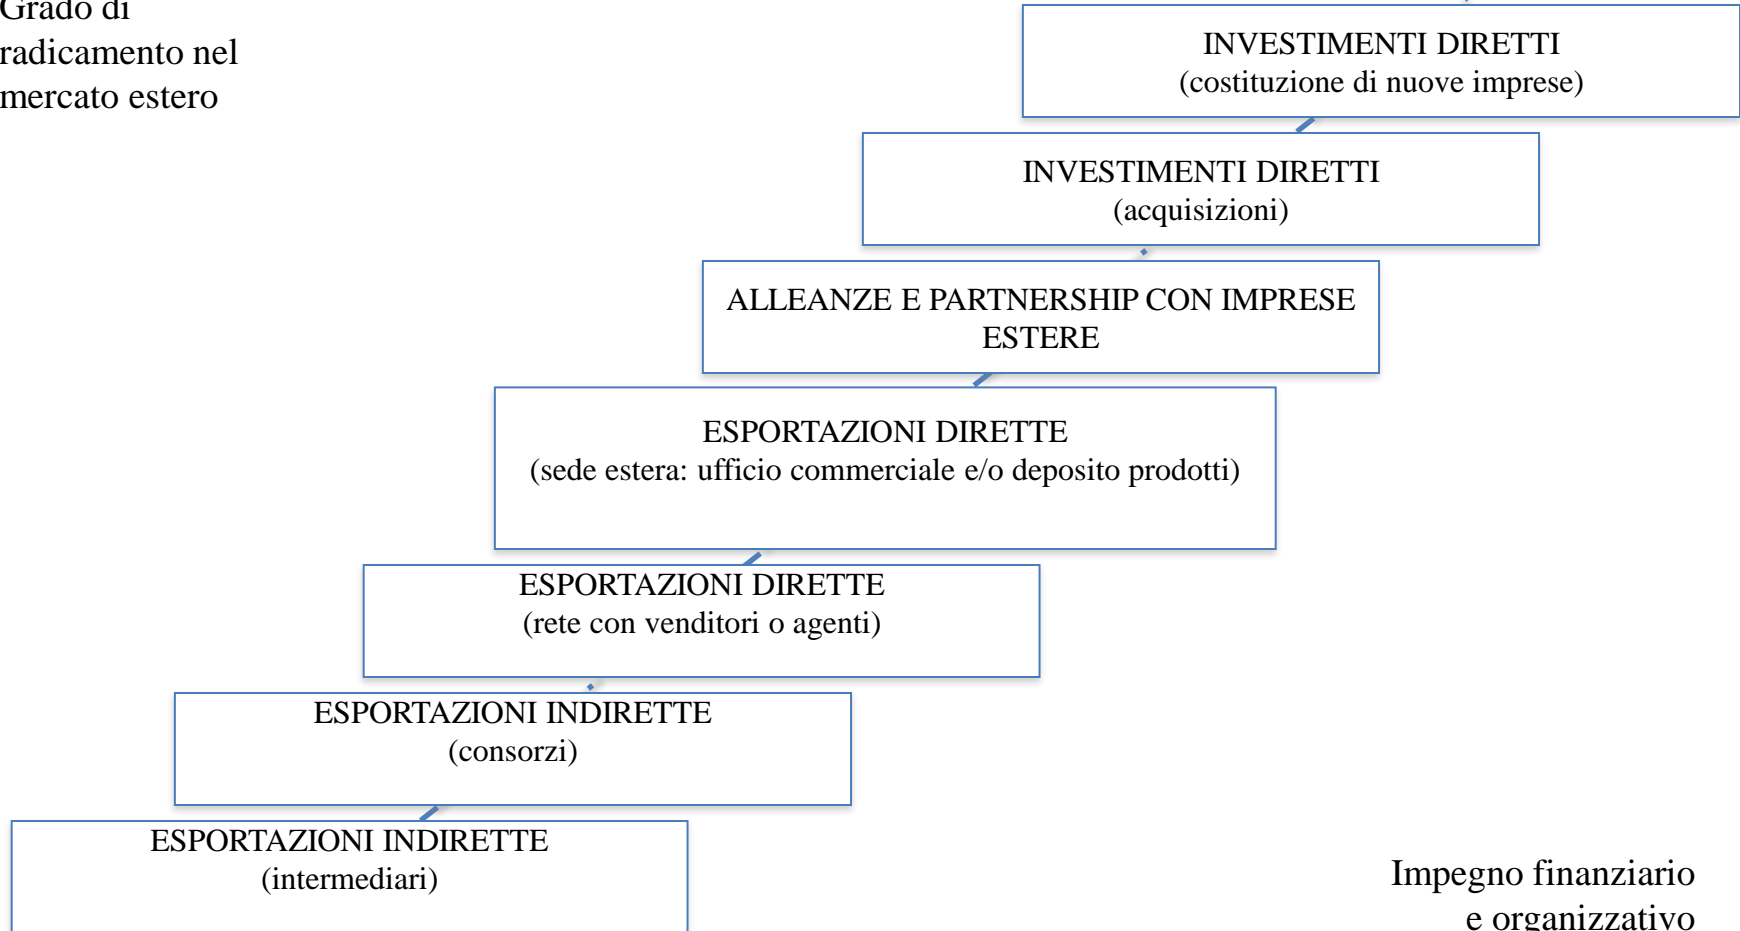 Grado di
radicamento nel
mercato estero
INVESTIMENTI DIRETTI
(costituzione di nuove imprese)
INVESTIMENTI DIRETTI
(acquisizioni)
ALLEANZE E PARTNERSHIP CON IMPRESE
ESTERE
ESPORTAZIONI DIRETTE
(sede estera: ufficio commerciale e/o deposito prodotti)
ESPORTAZIONI DIRETTE
(rete con venditori o agenti)
ESPORTAZIONI INDIRETTE
(consorzi)
ESPORTAZIONI INDIRETTE
(intermediari)
Impegno finanziario
e organizzativo